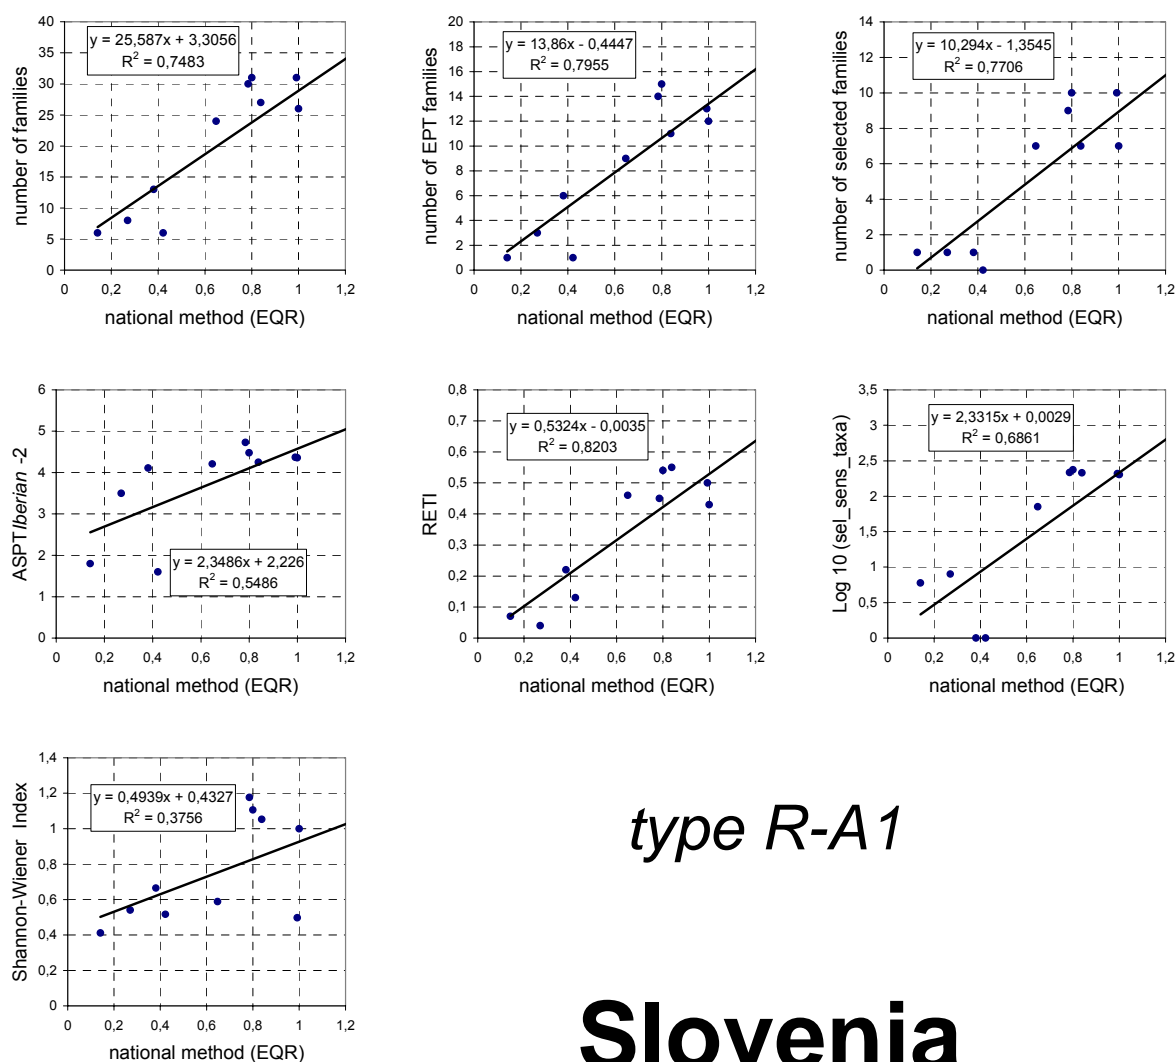 number of families
40
35
30
25
20
15
10
5
0
y = 25,587x + 3,3056
R² = 0,7483
0 0,2 0,4 0,6 0,8 1 1,2
national method (EQR)
number of EPT families
20
18
16
14
12
10
8
6
4
2
0
y = 13,86x - 0,4447
R² = 0,7955
0 0,2 0,4 0,6 0,8 1 1,2
national method (EQR)
number of selected families
14
12
10
8
6
4
2
0
y = 10,294x - 1,3545
R² = 0,7706
0 0,2 0,4 0,6 0,8 1 1,2
national method (EQR)
ASPT Iberian -2
6
5
4
3
2
1
0
y = 2,3486x + 2,226
R² = 0,5486
0 0,2 0,4 0,6 0,8 1 1,2
national method (EQR)
RETI
0,8
0,7
0,6
0,5
0,4
0,3
0,2
0,1
0
y = 0,5324x - 0,0035
R² = 0,8203
0 0,2 0,4 0,6 0,8 1 1,2
national method (EQR)
Log 10 (sel_sens_taxa)
3,5
3
2,5
2
1,5
1
0,5
0
y = 2,3315x + 0,0029
R² = 0,6861
0 0,2 0,4 0,6 0,8 1 1,2
national method (EQR)
Shannon-Wiener Index
1,4
1,2
1
0,8
0,6
0,4
0,2
0
y = 0,4939x + 0,4327
R² = 0,3756
0 0,2 0,4 0,6 0,8 1 1,2
national method (EQR)
type R-A1
Slovenia